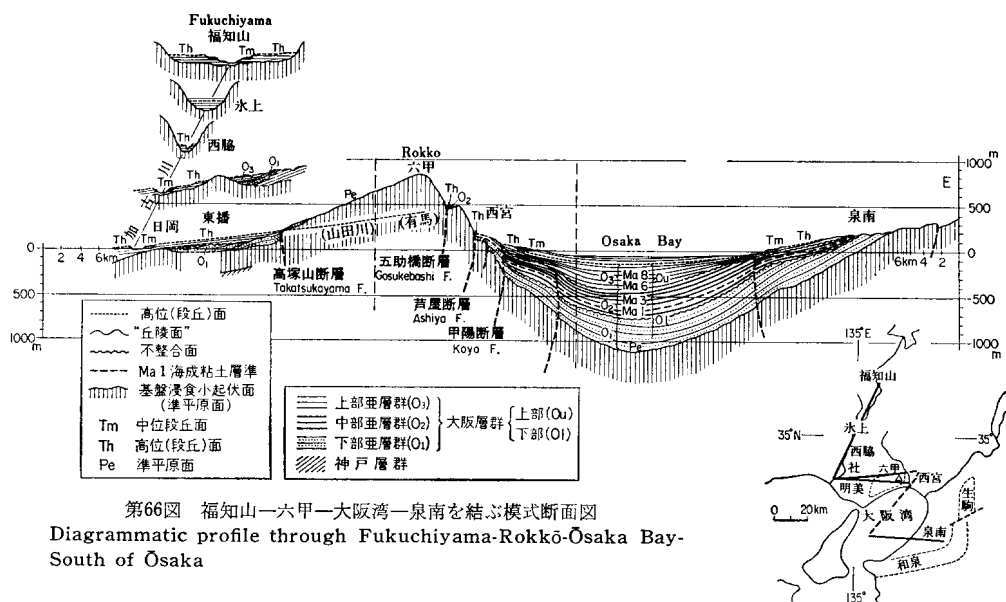 Fukuchiyama
福知山
Th Tm Th
氷上
Th
西脇
Th O3 O1
Tm
加古川
日岡 東播
Th Tm Th
O1
Rokko
六甲
Pe
Th
O2
(山田川) (有馬)
Th 西宮
Th Tm
Osaka Bay
泉南
Tm Th
m
1000
500
0
500
1000
m
E
0
2 4 6km
500
1000
m
6km 4 2
高塚山断層
Takatsukayama F.
五助橋断層
Gosukebashi F.
芦屋断層
Ashiya F.
甲陽断層
Koyo F.
O3 Ma 8 Ou
Ma 6
Ma 3
O2 Ma 1 Ol
O1
Pe
高位(段丘)面
“丘陵面”
不整合面
Ma 1 海成粘土層準
基盤浸食小起伏面
(準平原面)
Tm 中位段丘面
Th 高位(段丘)面
Pe 準平原面
上部亜層群(O3)
中部亜層群(O2)
下部亜層群(O1)
大阪層群
上部(Ou)
下部(Ol)
神戸層群
135°E
福知山
氷上
35°N 35°
西脇
社 六甲
西宮
明美
生駒
0 20km
大阪湾
泉南
和泉
135°
第66図 福知山—六甲—大阪湾—泉南を結ぶ模式断面図
Diagrammatic profile through Fukuchiyama-Rokkō-Ōsaka Bay-
South of Ōsaka